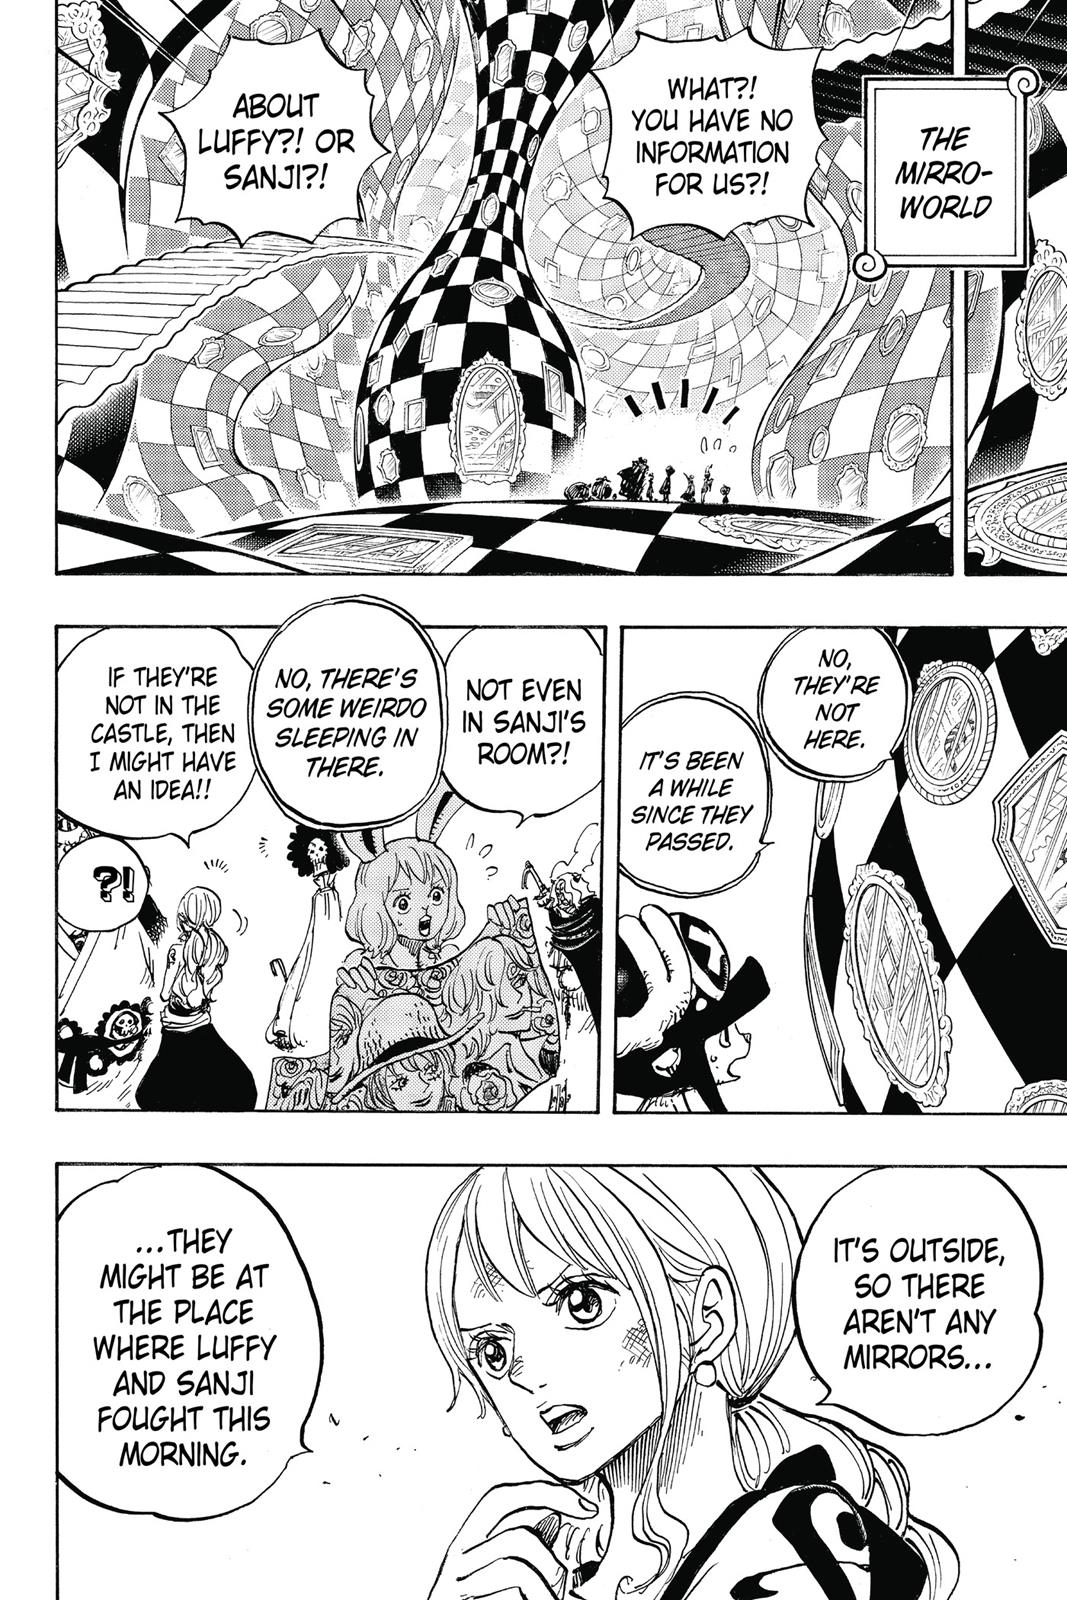 THE
MIRRO-
WORLD
WHAT?!
YOU HAVE NO
INFORMATION
FOR US?!
ABOUT
LUFFY?! OR
SANJI?!
NO,
THEY'RE
NOT
HERE.
IT'S BEEN
A WHILE
SINCE THEY
PASSED.
NOT EVEN
IN SANJI'S
ROOM?!
NO, THERE'S
SOME WEIRDO
SLEEPING IN
THERE.
IF THEY'RE
NOT IN THE
CASTLE, THEN
I MIGHT HAVE
AN IDEA!!
?!
IT'S OUTSIDE,
SO THERE
AREN'T ANY
MIRRORS...
...THEY
MIGHT BE AT
THE PLACE
WHERE LUFFY
AND SANJI
FOUGHT THIS
MORNING.